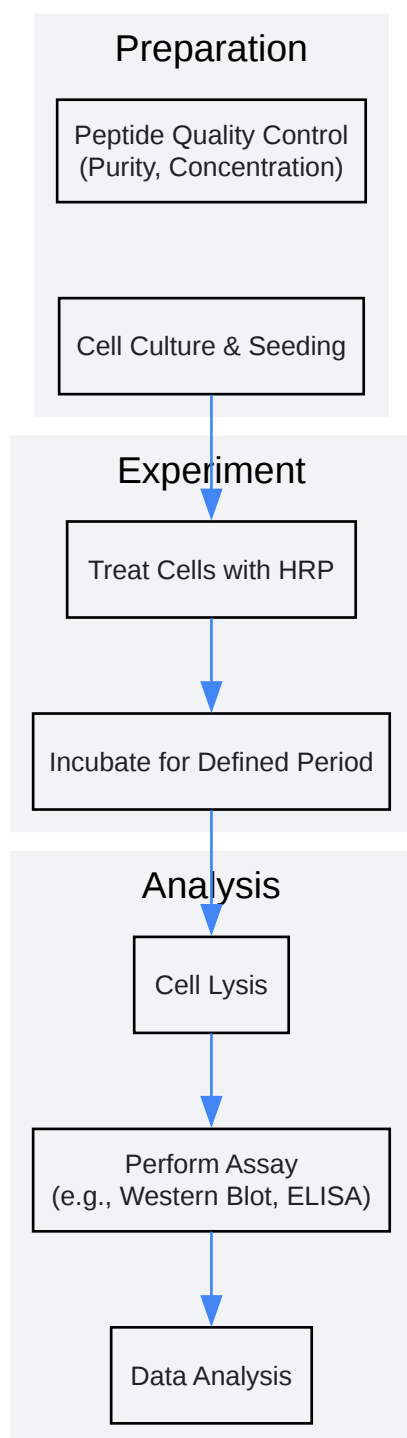 Preparation
Peptide Quality Control
(Purity, Concentration)
Cell Culture & Seeding
Experiment
Treat Cells with HRP
Incubate for Defined Period
Analysis
Cell Lysis
Perform Assay
(e.g., Western Blot, ELISA)
Data Analysis